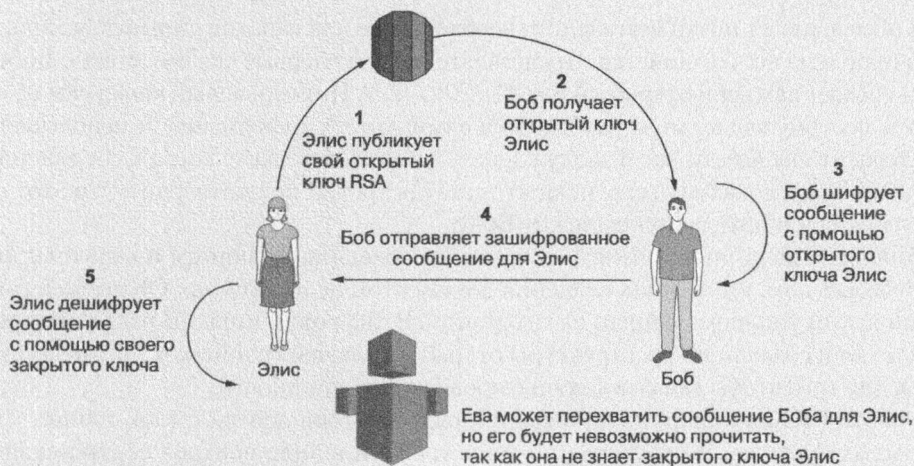 1
Элис публикует
свой открытый
ключ RSA
2
Боб получает
открытый ключ
Элис
3
Боб шифрует
сообщение
с помощью
открытого
ключа Элис
4
Боб отправляет зашифрованное
сообщение для Элис
5
Элис дешифрует
сообщение
с помощью своего
закрытого ключа
Элис
Боб
Ева может перехватить сообщение Боба для Элис,
но его будет невозможно прочитать,
так как она не знает закрытого ключа Элис